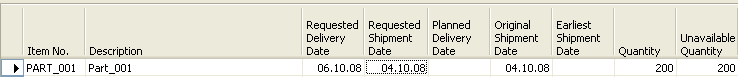 Requested Requested Planned Original Earliest
Delivery Shipment Delivery Shipment Shipment Unavailable
Item No. Description Date Date Date Date Date Quantity Quantity
PART_001 Part_001 06.10.08 04.10.08 04.10.08 200 200